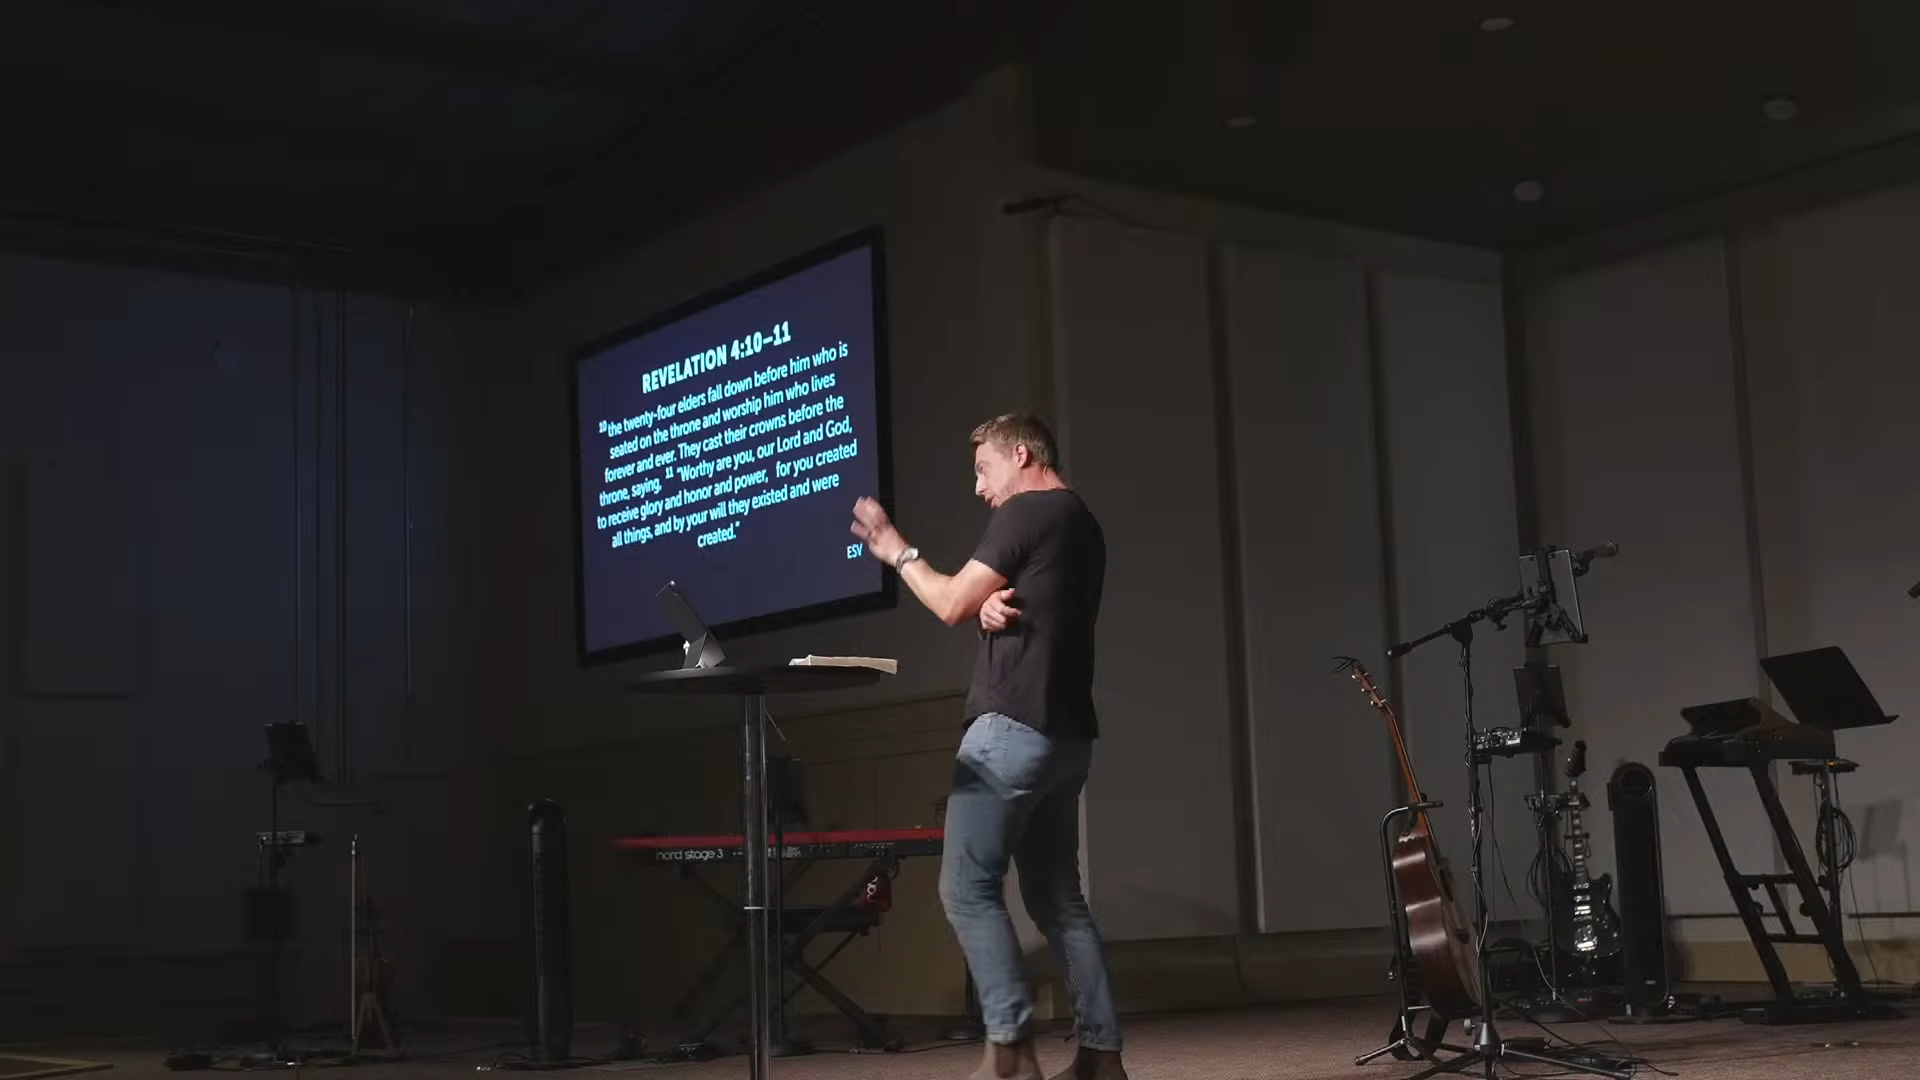 REVELATION 4:10–11
10 the twenty-four elders fall down before him who is
seated on the throne and worship him who lives
forever and ever. They cast their crowns before the
throne, saying, 11 “Worthy are you, our Lord and God,
to receive glory and honor and power, for you created
all things, and by your will they existed and were
created.”
ESV
nord stage 3